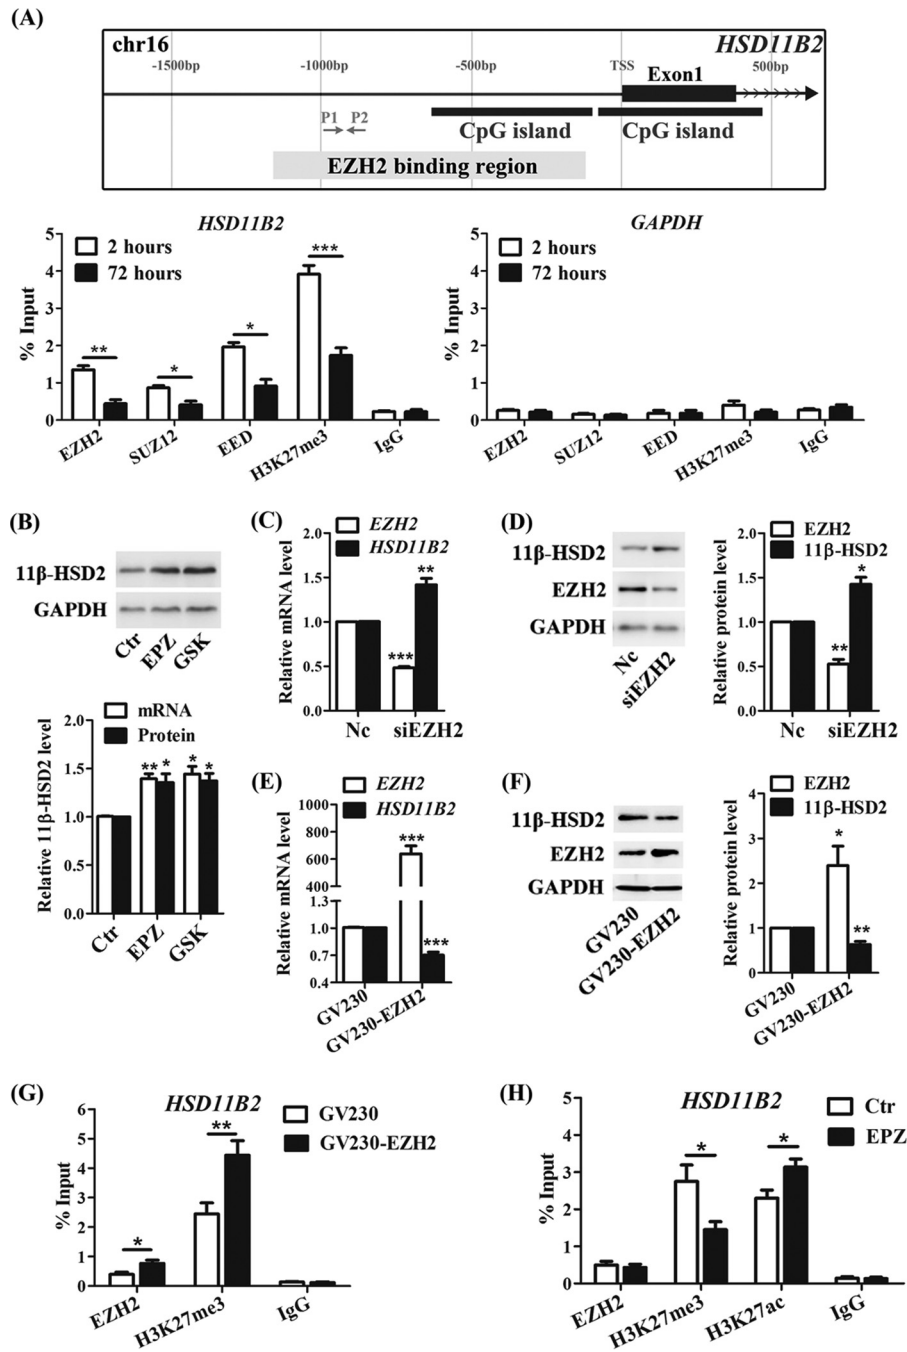 (A)
chr16
HSD11B2
-1500bp -1000bp -500bp TSS 500bp
Exon1
P1 P2
CpG island CpG island
EZH2 binding region
HSD11B2
2 hours
72 hours
% Input
5
4
3
2
1
0
** * * ***
EZH2 SUZ12 EED H3K27me3 IgG
GAPDH
2 hours
72 hours
% Input
5
4
3
2
1
0
EZH2 SUZ12 EED H3K27me3 IgG
(B)
11β-HSD2
GAPDH
Ctr EPZ GSK
mRNA
Protein
Relative 11β-HSD2 level
2.0
1.5
1.0
0.5
0.0
** * * *
Ctr EPZ GSK
(C)
EZH2
HSD11B2
Relative mRNA level
2.0
1.5
1.0
0.5
0.0
*** **
Nc siEZH2
(D)
11β-HSD2
EZH2
GAPDH
Nc siEZH2
EZH2
11β-HSD2
Relative protein level
2.0
1.5
1.0
0.5
0.0
** *
Nc siEZH2
(E)
EZH2
HSD11B2
Relative mRNA level
1000
800
600
400
1.3
1.0
0.7
0.4
*** ***
GV230 GV230-EZH2
(F)
11β-HSD2
EZH2
GAPDH
GV230 GV230-EZH2
EZH2
11β-HSD2
Relative protein level
4
3
2
1
0
* **
GV230 GV230-EZH2
(G)
HSD11B2
GV230
GV230-EZH2
% Input
6
5
4
3
2
1
0
* **
EZH2 H3K27me3 IgG
(H)
HSD11B2
Ctr
EPZ
% Input
5
4
3
2
1
0
* *
EZH2 H3K27me3 H3K27ac IgG